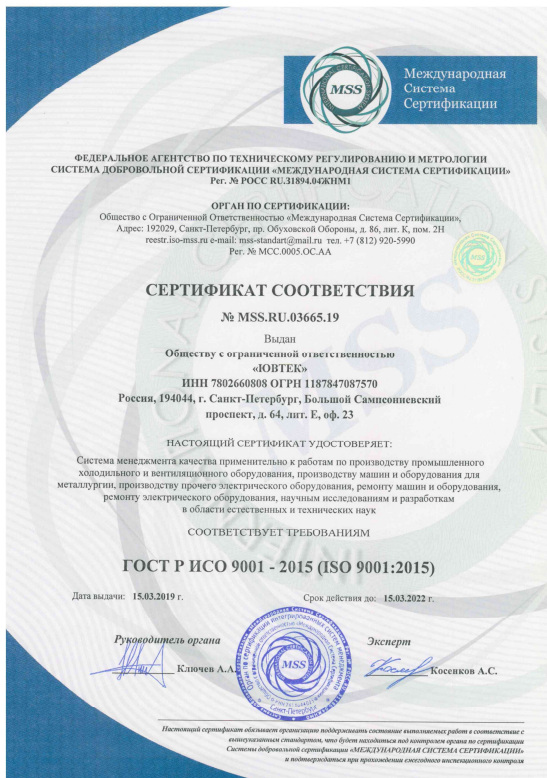 MSS
Международная
Система
Сертификации
ФЕДЕРАЛЬНОЕ АГЕНТСТВО ПО ТЕХНИЧЕСКОМУ РЕГУЛИРОВАНИЮ И МЕТРОЛОГИИ
СИСТЕМА ДОБРОВОЛЬНОЙ СЕРТИФИКАЦИИ «МЕЖДУНАРОДНАЯ СИСТЕМА СЕРТИФИКАЦИИ»
Рег. № РОСС RU.31894.04ЖНМ1
ОРГАН ПО СЕРТИФИКАЦИИ:
Общество с Ограниченной Ответственностью «Международная Система Сертификации»,
Адрес: 192029, Санкт-Петербург, пр. Обуховской Обороны, д. 86, лит. К, пом. 2Н
reestr.iso-mss.ru e-mail: mss-standart@mail.ru тел. +7 (812) 920-5990
Рег. № МСС.0005.ОС.АА
СЕРТИФИКАТ СООТВЕТСТВИЯ
№ MSS.RU.03665.19
Выдан
Обществу с ограниченной ответственностью
«ЮВТЕК»
ИНН 7802660808 ОГРН 1187847087570
Россия, 194044, г. Санкт-Петербург, Большой Сампсониевский
проспект, д. 64, лит. Е, оф. 23
НАСТОЯЩИЙ СЕРТИФИКАТ УДОСТОВЕРЯЕТ:
Система менеджмента качества применительно к работам по производству промышленного
холодильного и вентиляционного оборудования, производству машин и оборудования для
металлургии, производству прочего электрического оборудования, ремонту машин и оборудования,
ремонту электрического оборудования, научным исследованиям и разработкам
в области естественных и технических наук
СООТВЕТСТВУЕТ ТРЕБОВАНИЯМ
ГОСТ Р ИСО 9001 - 2015 (ISO 9001:2015)
Дата выдачи: 15.03.2019 г. Срок действия до: 15.03.2022 г.
Руководитель органа Эксперт
Ключев А.А. MSS Косенков А.С.
Санкт-Петербург
Настоящий сертификат обязывает организацию поддерживать состояние выполняемых работ в соответствие с
вышеуказанным стандартом, что будет находиться под контролем органа по сертификации
Системы добровольной сертификации «МЕЖДУНАРОДНАЯ СИСТЕМА СЕРТИФИКАЦИИ»
и подтверждаться при прохождении ежегодного инспекционного контроля